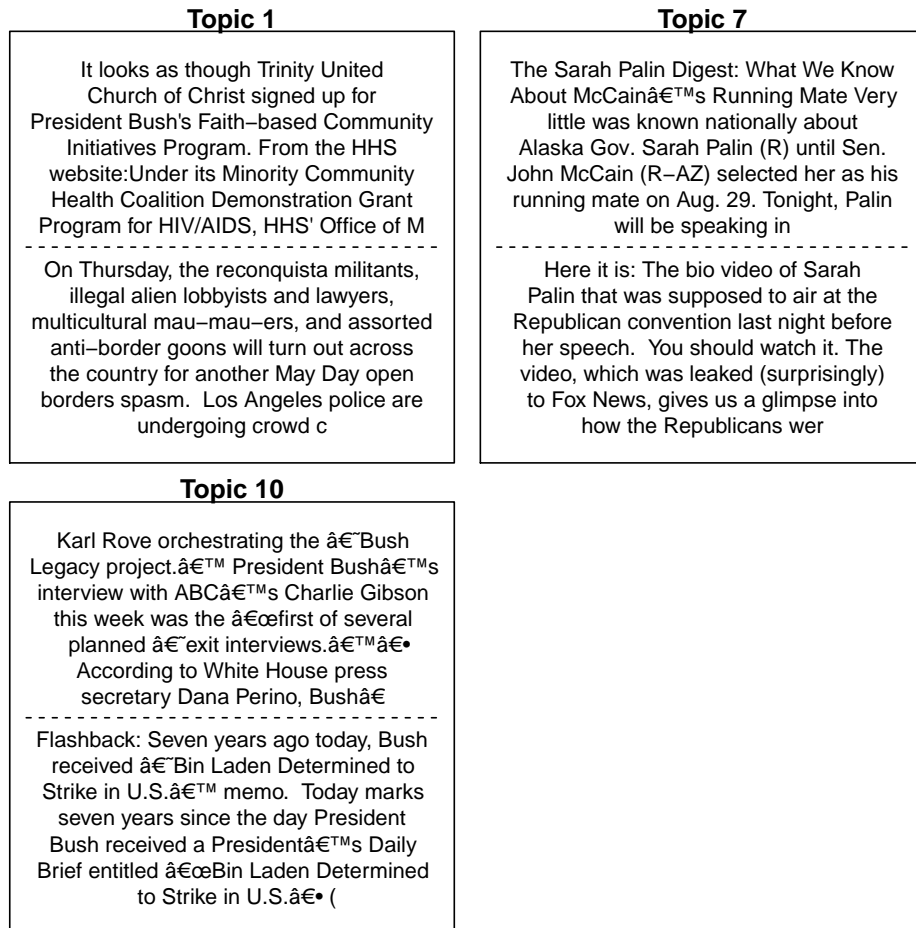 Topic 1
It looks as though Trinity United
Church of Christ signed up for
President Bush's Faith−based Community
Initiatives Program. From the HHS
website:Under its Minority Community
Health Coalition Demonstration Grant
Program for HIV/AIDS, HHS' Office of M
On Thursday, the reconquista militants,
illegal alien lobbyists and lawyers,
multicultural mau−mau−ers, and assorted
anti−border goons will turn out across
the country for another May Day open
borders spasm.  Los Angeles police are
undergoing crowd c
Topic 7
The Sarah Palin Digest: What We Know
About McCainâ€™s Running Mate Very
little was known nationally about
Alaska Gov. Sarah Palin (R) until Sen.
John McCain (R−AZ) selected her as his
running mate on Aug. 29. Tonight, Palin
will be speaking in
Here it is: The bio video of Sarah
Palin that was supposed to air at the
Republican convention last night before
her speech.  You should watch it. The
video, which was leaked (surprisingly)
to Fox News, gives us a glimpse into
how the Republicans wer
Topic 10
Karl Rove orchestrating the â€˜Bush
Legacy project.â€™ President Bushâ€™s
interview with ABCâ€™s Charlie Gibson
this week was the â€œfirst of several
planned â€˜exit interviews.â€™â€•
According to White House press
secretary Dana Perino, Bushâ€
Flashback: Seven years ago today, Bush
received â€˜Bin Laden Determined to
Strike in U.S.â€™ memo.  Today marks
seven years since the day President
Bush received a Presidentâ€™s Daily
Brief entitled â€œBin Laden Determined
to Strike in U.S.â€• (